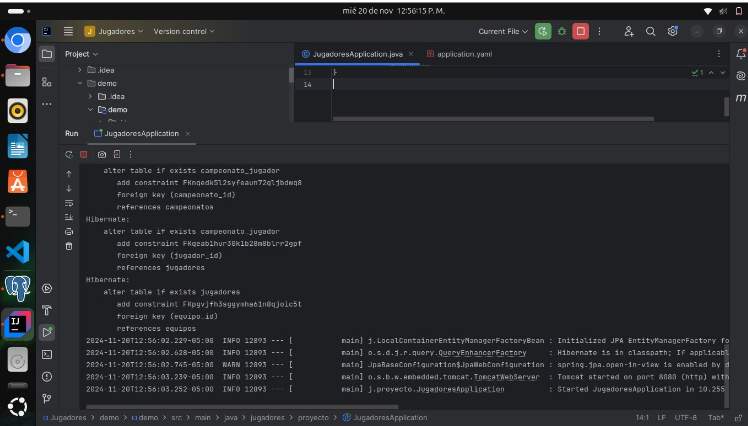 mié 20 de nov 12:56:15 P. M.
J Jugadores Version control Current File
Project
JugadoresApplication.java application.yaml
.idea
demo
.idea
demo
13 }
14
1
Run JugadoresApplication
alter table if exists campeonato_jugador
add constraint FKnqedk5l2syfeaun72qljbdwq8
foreign key (campeonato_id)
references campeonatos
Hibernate:
alter table if exists campeonato_jugador
add constraint FKqeab1hur30k1b28m8blrr2gpf
foreign key (jugador_id)
references jugadores
Hibernate:
alter table if exists jugadores
add constraint FKpgvjfh3sggymha61n8qjoic5t
foreign key (equipo_id)
references equipos
2024-11-20T12:56:02.229-05:00 INFO 12893 --- [ main] j.LocalContainerEntityManagerFactoryBean : Initialized JPA EntityManagerFactory fo
2024-11-20T12:56:02.628-05:00 INFO 12893 --- [ main] o.s.d.j.r.query.QueryEnhancerFactory : Hibernate is in classpath; If applicabl
2024-11-20T12:56:02.745-05:00 WARN 12893 --- [ main] JpaBaseConfiguration$JpaWebConfiguration : spring.jpa.open-in-view is enabled by d
2024-11-20T12:56:03.239-05:00 INFO 12893 --- [ main] o.s.b.w.embedded.tomcat.TomcatWebServer : Tomcat started on port 8080 (http) with
2024-11-20T12:56:03.252-05:00 INFO 12893 --- [ main] j.proyecto.JugadoresApplication : Started JugadoresApplication in 10.255
Jugadores > demo > demo > src > main > java > jugadores > proyecto > JugadoresApplication 14:1 LF UTF-8 Tab*